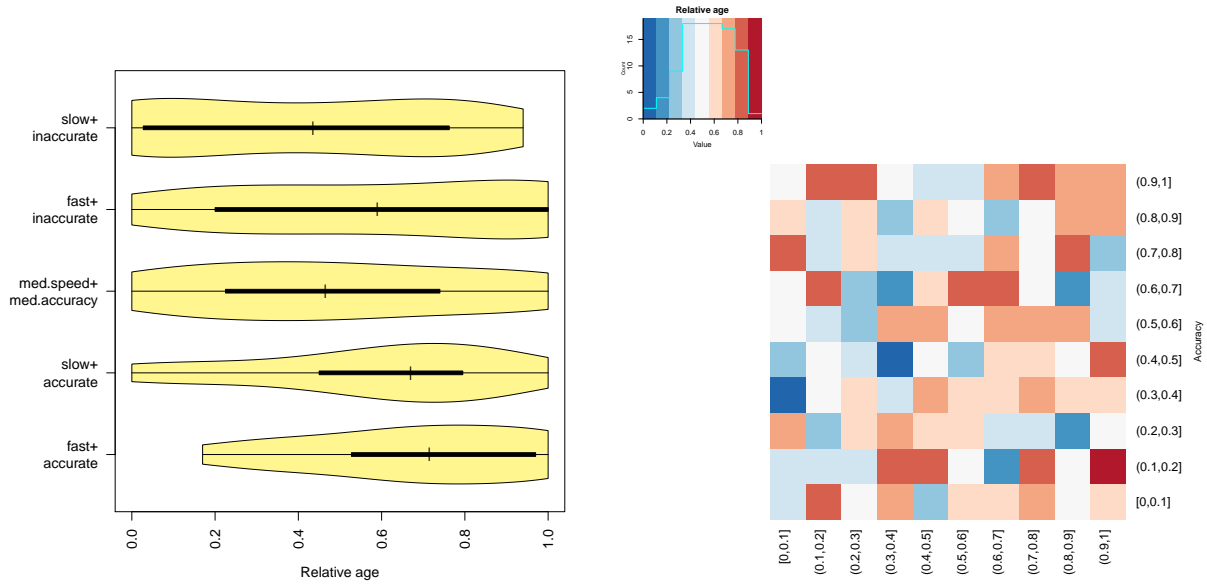 slow+
inaccurate
fast+
inaccurate
med.speed+
med.accuracy
slow+
accurate
fast+
accurate
0.0
0.2
0.4
0.6
0.8
1.0
Relative age
Relative age
Count
0
5
10
15
0
0.2
0.4
0.6
0.8
1
Value
(0.9,1]
(0.8,0.9]
(0.7,0.8]
(0.6,0.7]
(0.5,0.6]
(0.4,0.5]
(0.3,0.4]
(0.2,0.3]
(0.1,0.2]
[0,0.1]
Accuracy
[0,0.1]
(0.1,0.2]
(0.2,0.3]
(0.3,0.4]
(0.4,0.5]
(0.5,0.6]
(0.6,0.7]
(0.7,0.8]
(0.8,0.9]
(0.9,1]